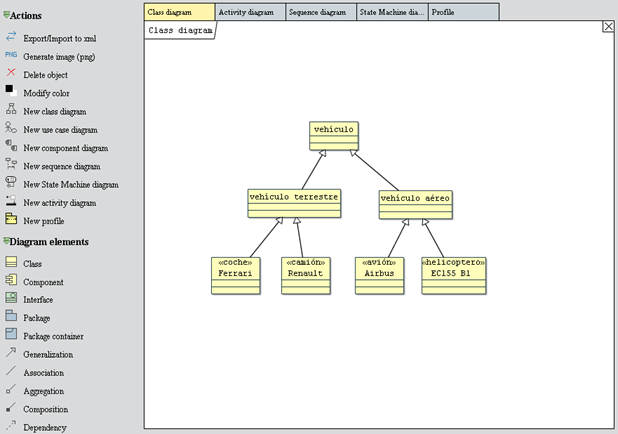 Actions
Export/Import to xml
PNG Generate image (png)
Delete object
Modify color
New class diagram
New use case diagram
New component diagram
New sequence diagram
New State Machine diagram
New activity diagram
New profile
Diagram elements
Class
Component
Interface
Package
Package container
Generalization
Association
Aggregation
Composition
Dependency
Class diagram
Activity diagram
Sequence diagram
State Machine dia...
Profile
Class diagram
vehículo
vehículo terrestre
vehículo aéreo
«coche»
Ferrari
«camión»
Renault
«avión»
Airbus
«helicoptero»
EC155 B1